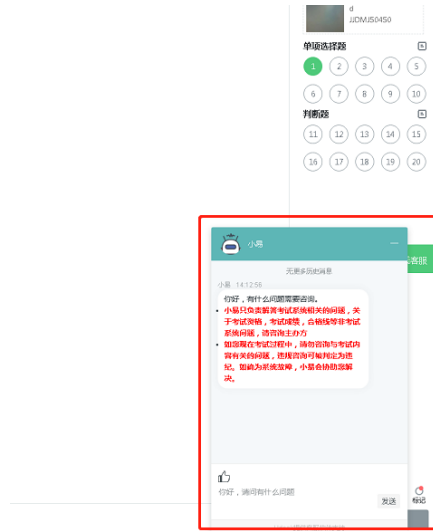 d
JJDMJ50450
单项选择题
1 2 3 4 5
6 7 8 9 10
判断题
11 12 13 14 15
16 17 18 19 20
小易
客服
无更多历史消息
小易 14:12:56
你好，有什么问题需要咨询。
小易只负责解答考试系统相关的问题，关
于考试资格，考试成绩，合格线等非考试
系统问题，请咨询主办方
如您现在考试过程中，请勿咨询与考试内
容有关的问题，违规咨询可被判定为违
纪。如确为系统故障，小易会协助您解
决。
你好，请问有什么问题
发送
标记